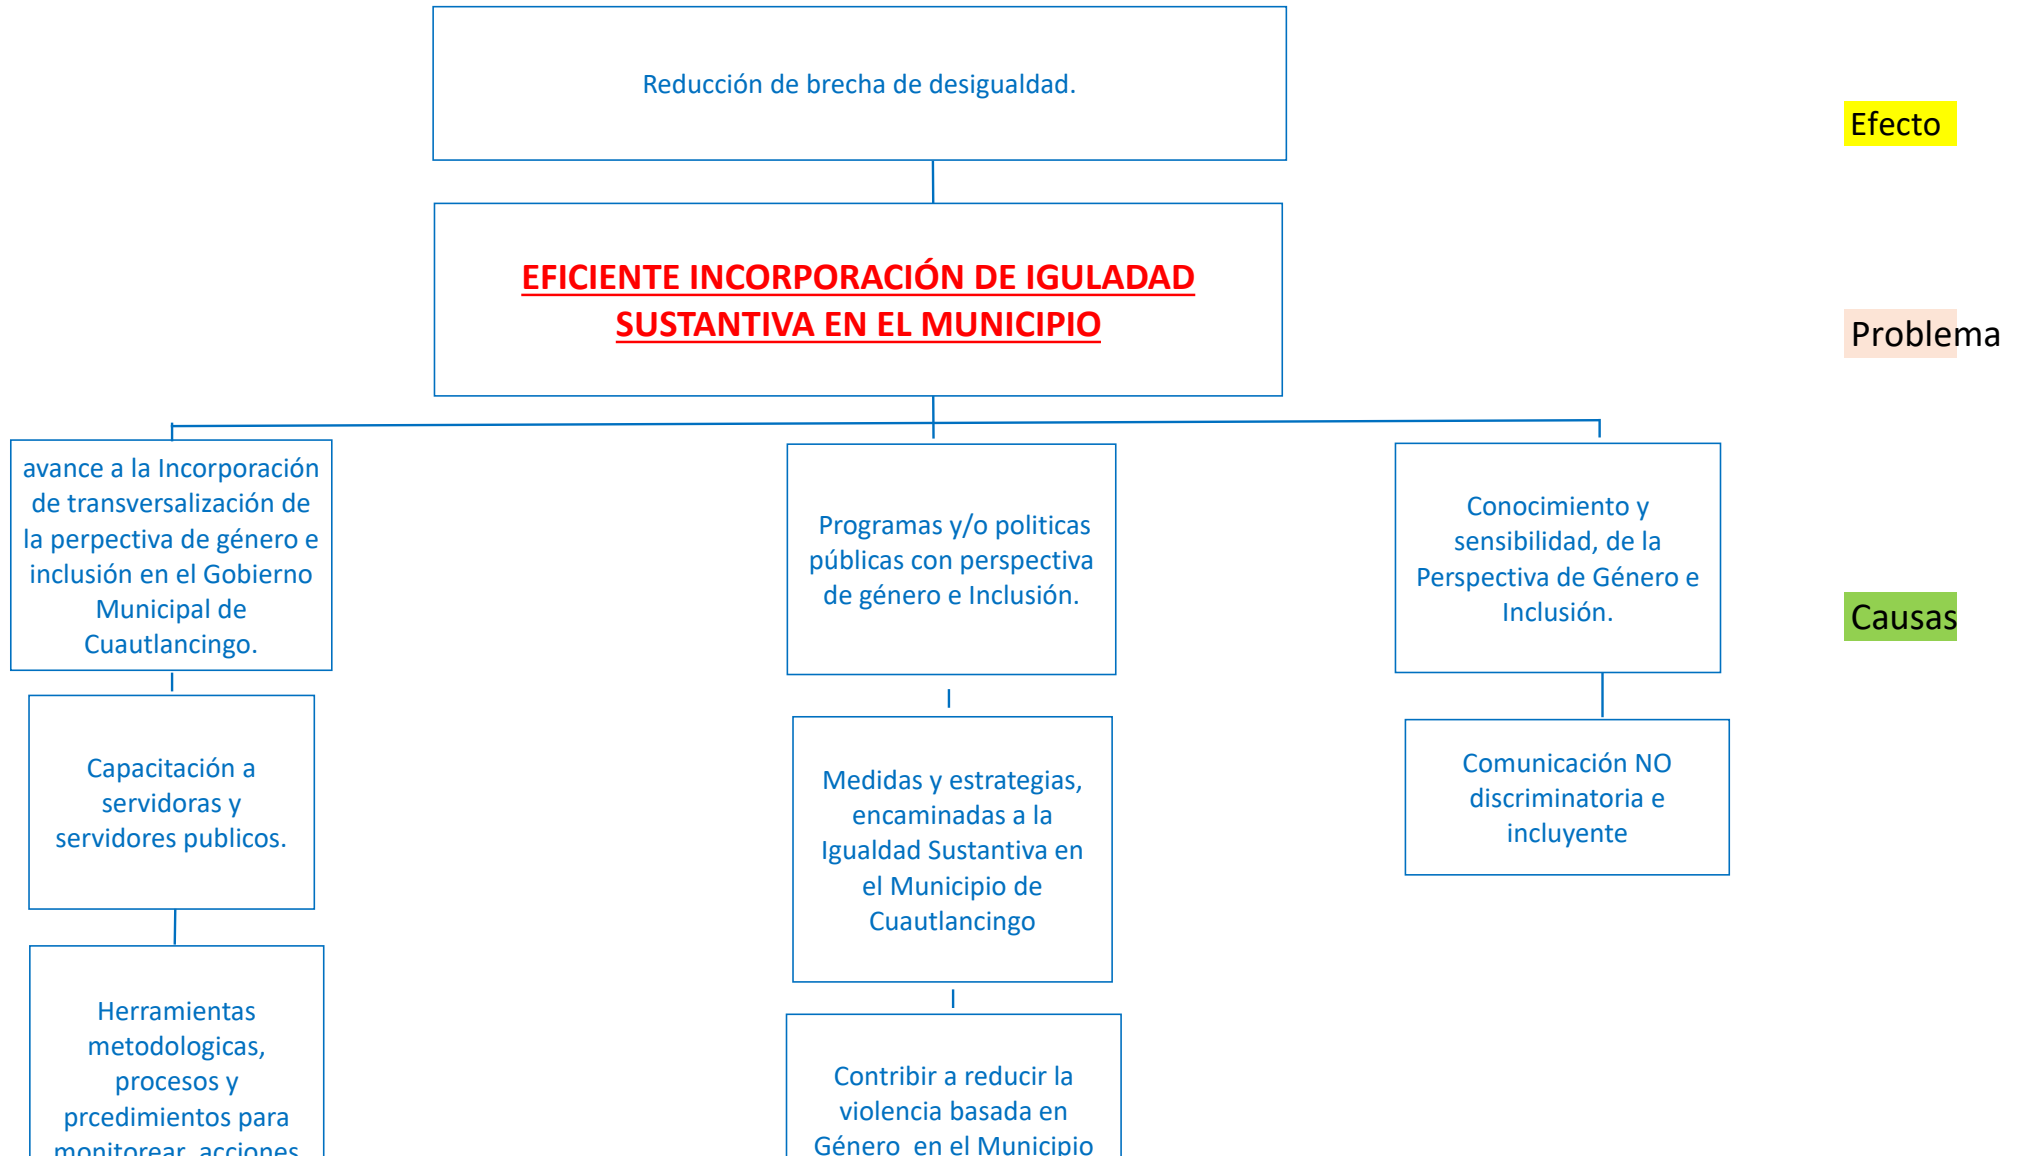 Reducción de brecha de desigualdad.
Efecto
EFICIENTE INCORPORACIÓN DE IGULADAD
SUSTANTIVA EN EL MUNICIPIO
Problema
avance a la Incorporación
de transversalización de
la perpectiva de género e
inclusión en el Gobierno
Municipal de
Cuautlancingo.
Programas y/o politicas
públicas con perspectiva
de género e Inclusión.
Conocimiento y
sensibilidad, de la
Perspectiva de Género e
Inclusión.
Causas
Capacitación a
servidoras y
servidores publicos.
Medidas y estrategias,
encaminadas a la
Igualdad Sustantiva en
el Municipio de
Cuautlancingo
Comunicación NO
discriminatoria e
incluyente
Herramientas
metodologicas,
procesos y
prcedimientos para
monitorear acciones
Contribir a reducir la
violencia basada en
Género en el Municipio